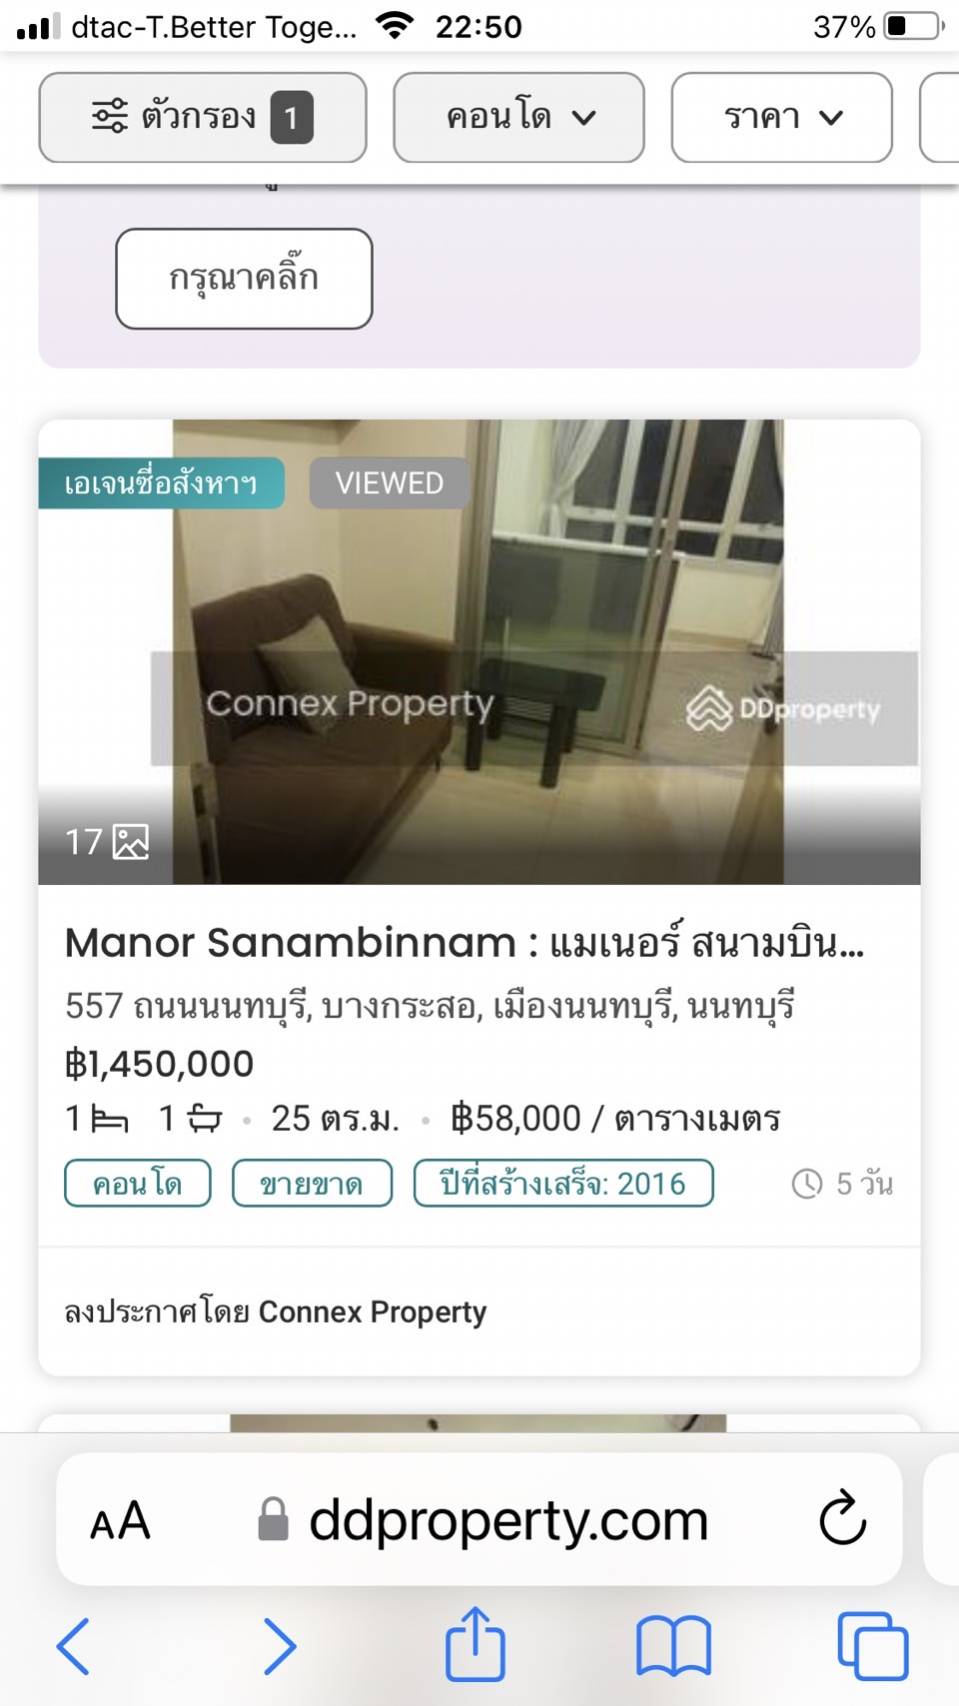 dtac-T.Better Toge... 22:50 37%
ตัวกรอง 1 คอนโด ราคา
กรุณาคลิ๊ก
เอเจนซี่อสังหาฯ VIEWED
Connex Property DDproperty
17
Manor Sanambinnam : แมเนอร์ สนามบิน...
557 ถนนนนทบุรี, บางกระสอ, เมืองนนทบุรี, นนทบุรี
฿1,450,000
1 1 • 25 ตร.ม. • ฿58,000 / ตารางเมตร
คอนโด ขายขาด ปีที่สร้างเสร็จ: 2016 5 วัน
ลงประกาศโดย Connex Property
AA ddproperty.com